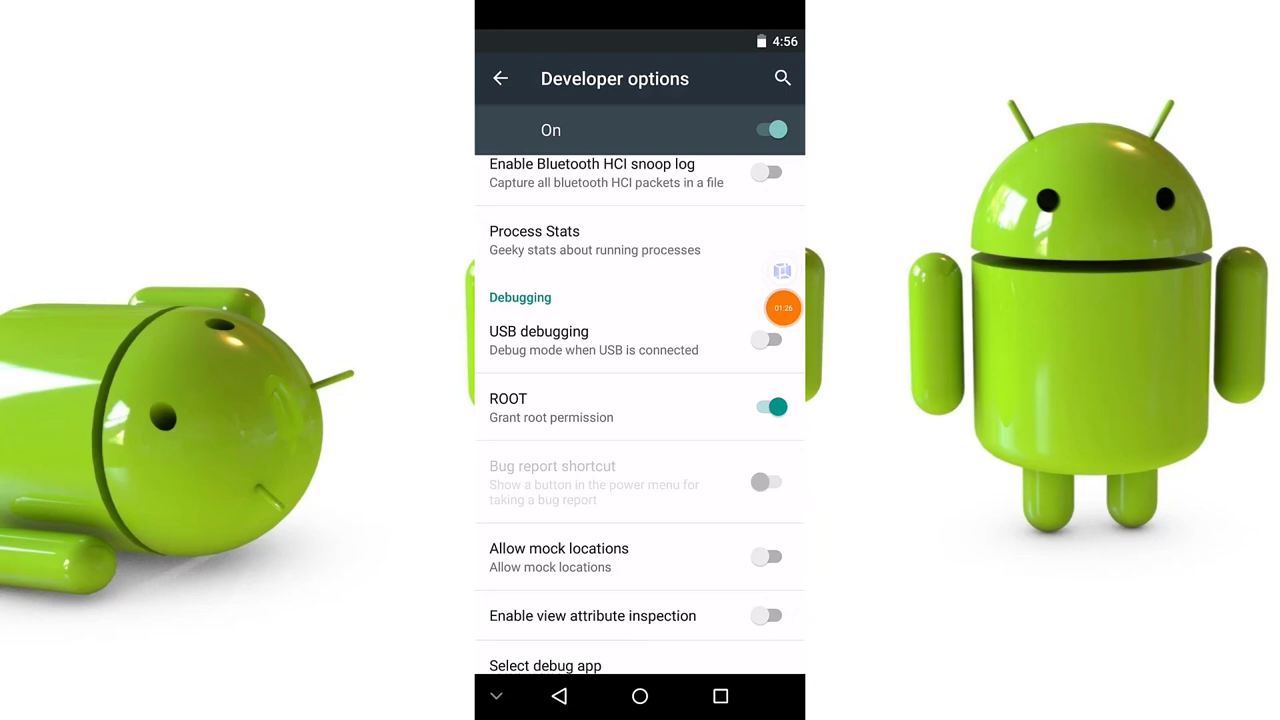 4:56
Developer options
On
Enable Bluetooth HCI snoop log
Capture all bluetooth HCI packets in a file
Process Stats
Geeky stats about running processes
Debugging
01:26
USB debugging
Debug mode when USB is connected
ROOT
Grant root permission
Bug report shortcut
Show a button in the power menu for
taking a bug report
Allow mock locations
Allow mock locations
Enable view attribute inspection
Select debug app